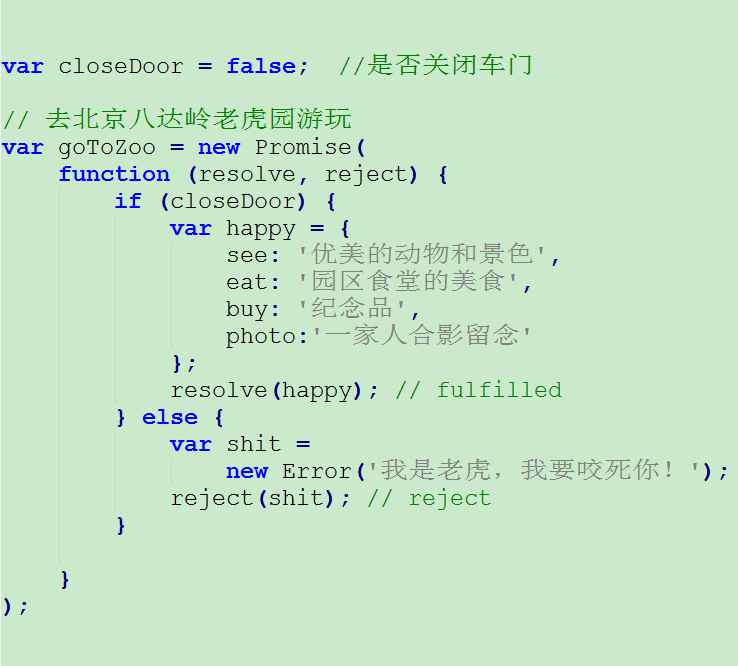 var closeDoor = false;  //是否关闭车门
// 去北京八达岭老虎园游玩
var goToZoo = new Promise(
    function (resolve, reject) {
        if (closeDoor) {
            var happy = {
                see: '优美的动物和景色',
                eat: '园区食堂的美食',
                buy: '纪念品',
                photo:'一家人合影留念'
            };
            resolve(happy); // fulfilled
        } else {
            var shit =
                new Error('我是老虎，我要咬死你！');
            reject(shit); // reject
        }
    }
);